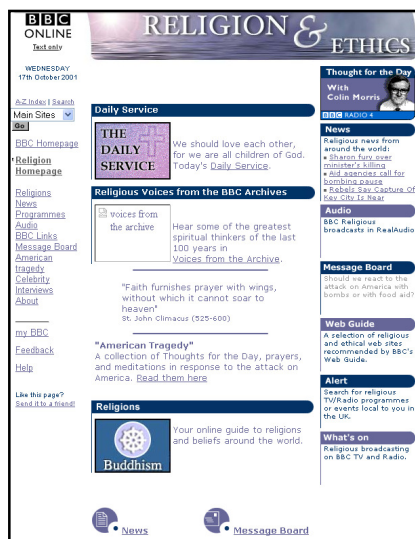 BBC
ONLINE
Text only
RELIGION & ETHICS
WEDNESDAY
17th October 2001
A-Z Index | Search
Main Sites
Go
BBC Homepage
Religion
Homepage
Religions
News
Programmes
Audio
BBC Links
Message Board
American
tragedy
Celebrity
Interviews
About
my BBC
Feedback
Help
Like this page?
Send it to a friend!
Daily Service
THE
DAILY
SERVICE
We should love each other,
for we are all children of God.
Today's Daily Service.
Religious Voices from the BBC Archives
voices from
the archive
Hear some of the greatest
spiritual thinkers of the last
100 years in
Voices from the Archive.
"Faith furnishes prayer with wings,
without which it cannot soar to
heaven"
St. John Climacus (525-600)
"American Tragedy"
A collection of Thoughts for the Day, prayers,
and meditations in response to the attack on
America. Read them here
Religions
Buddhism
Your online guide to religions
and beliefs around the world.
News
Message Board
Thought for the Day
With
Colin Morris
BBC RADIO 4
News
Religious news from
around the world:
Sharon fury over
minister's killing
Aid agencies call for
bombing pause
Rebels Say Capture Of
Key City Is Near
Audio
BBC Religious
broadcasts in RealAudio
Message Board
Should we react to the
attack on America with
bombs or with food aid?
Web Guide
A selection of religious
and ethical web sites
recommended by BBC's
Web Guide.
Alert
Search for religious
TV/Radio programmes
or events local to you in
the UK.
What's on
Religious broadcasting
on BBC TV and Radio.